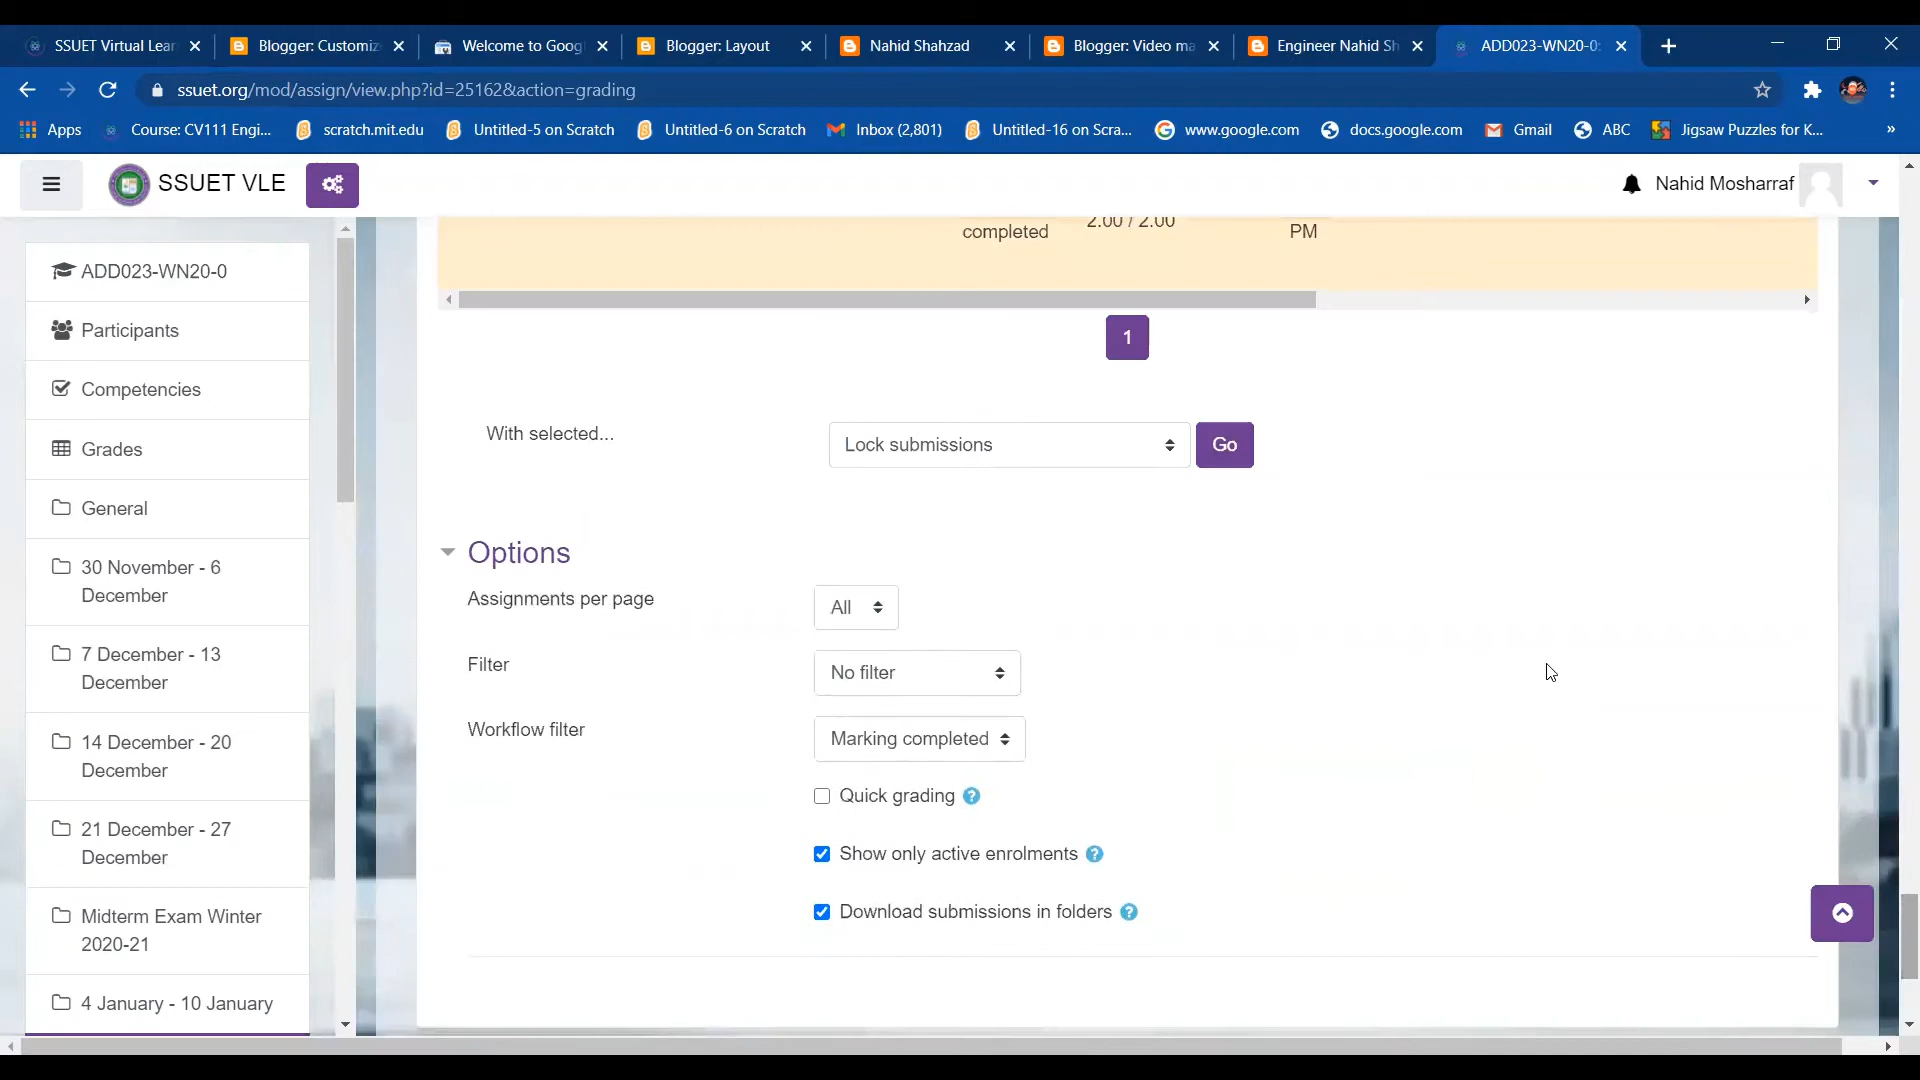 SSUET Virtual Lear
Blogger: Customiz
Welcome to Goog
Blogger: Layout
Nahid Shahzad
Blogger: Video ma
Engineer Nahid Sh
ADD023-WN20-0
ssuet.org/mod/assign/view.php?id=25162&action=grading
Apps
Course: CV111 Engi...
scratch.mit.edu
Untitled-5 on Scratch
Untitled-6 on Scratch
Inbox (2,801)
Untitled-16 on Scra...
www.google.com
docs.google.com
Gmail
ABC
Jigsaw Puzzles for K...
»
SSUET VLE
Nahid Mosharraf
ADD023-WN20-0
Participants
Competencies
Grades
General
30 November - 6
December
7 December - 13
December
14 December - 20
December
21 December - 27
December
Midterm Exam Winter
2020-21
4 January - 10 January
completed
2.00 / 2.00
PM
1
With selected...
Lock submissions
Go
Options
Assignments per page
All
Filter
No filter
Workflow filter
Marking completed
Quick grading
Show only active enrolments
Download submissions in folders